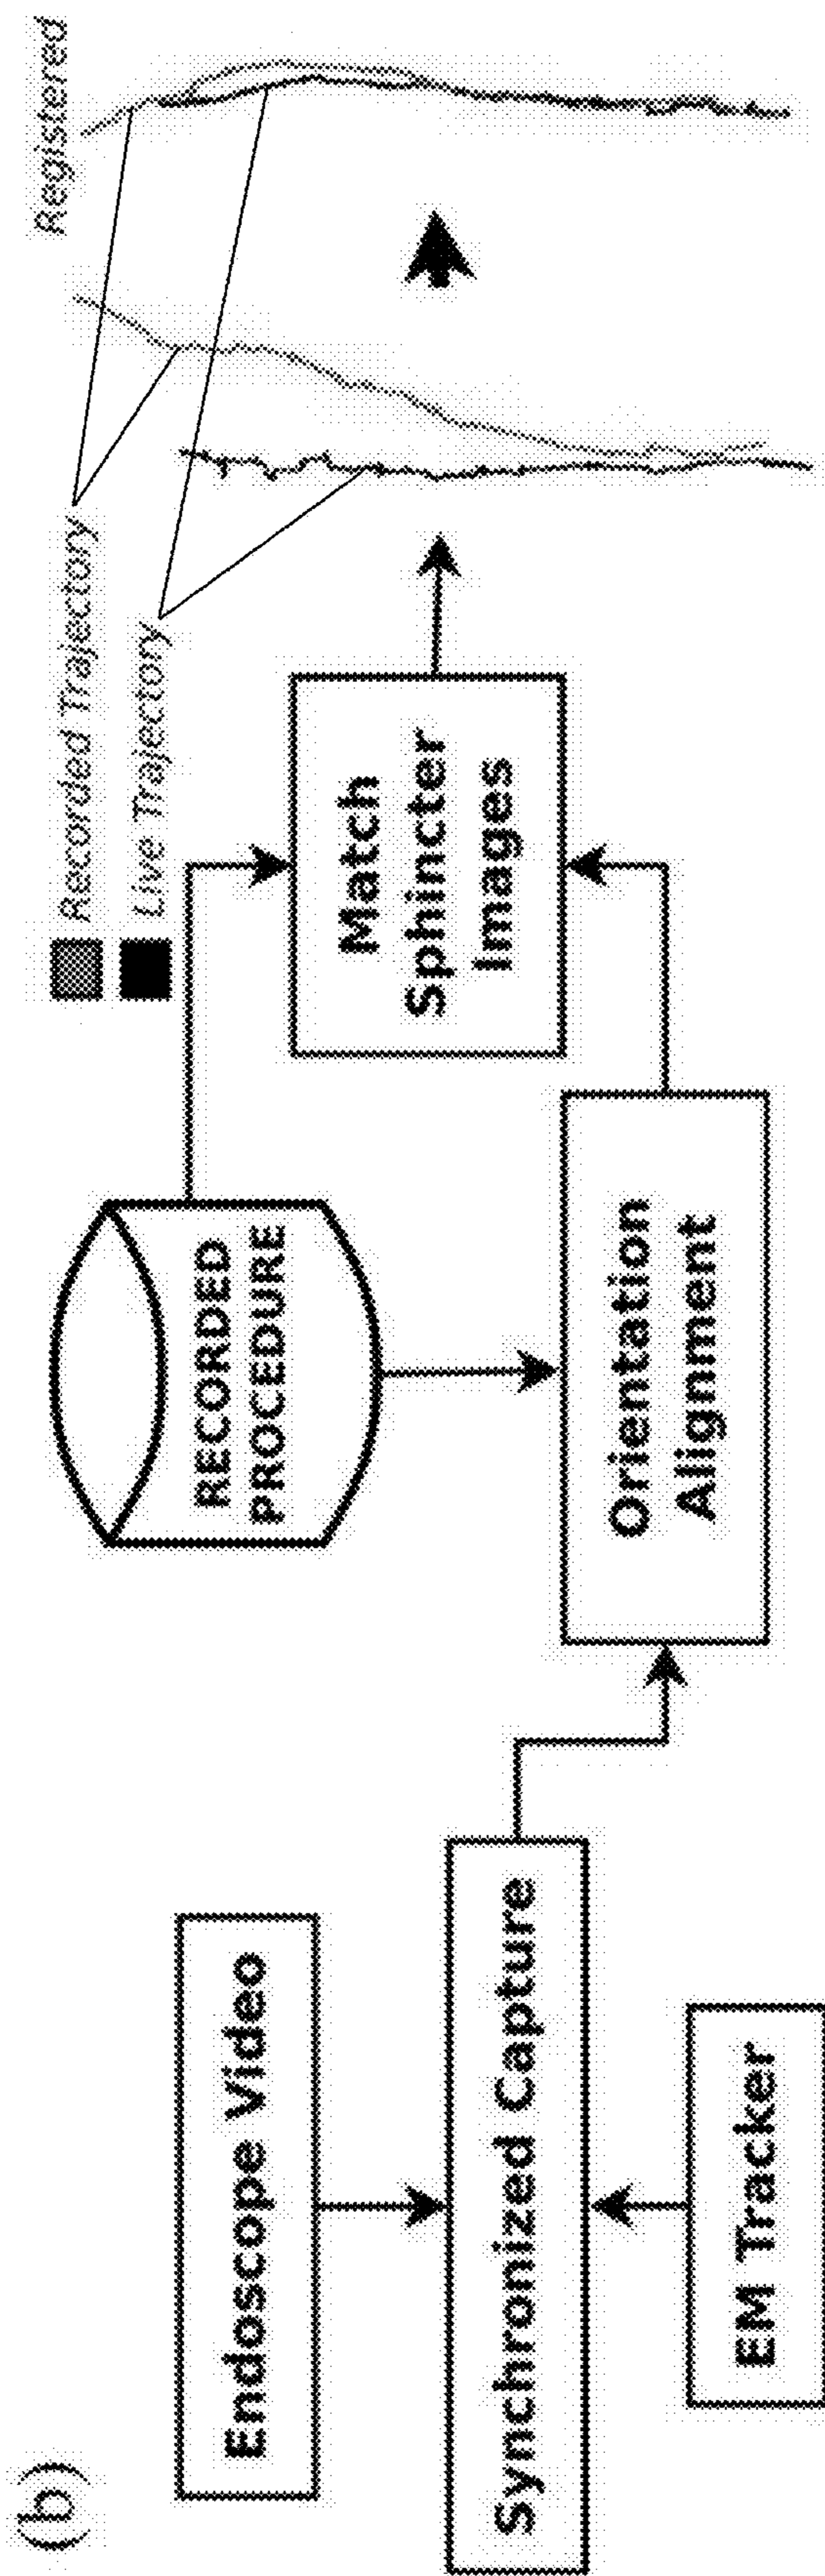 (b)
Endoscope Video
Synchronized Capture
EM Tracker
RECORDED
PROCEDURE
Orientation
Alignment
Match
Sphincter
Images
Recorded Trajectory
Live Trajectory
Registered